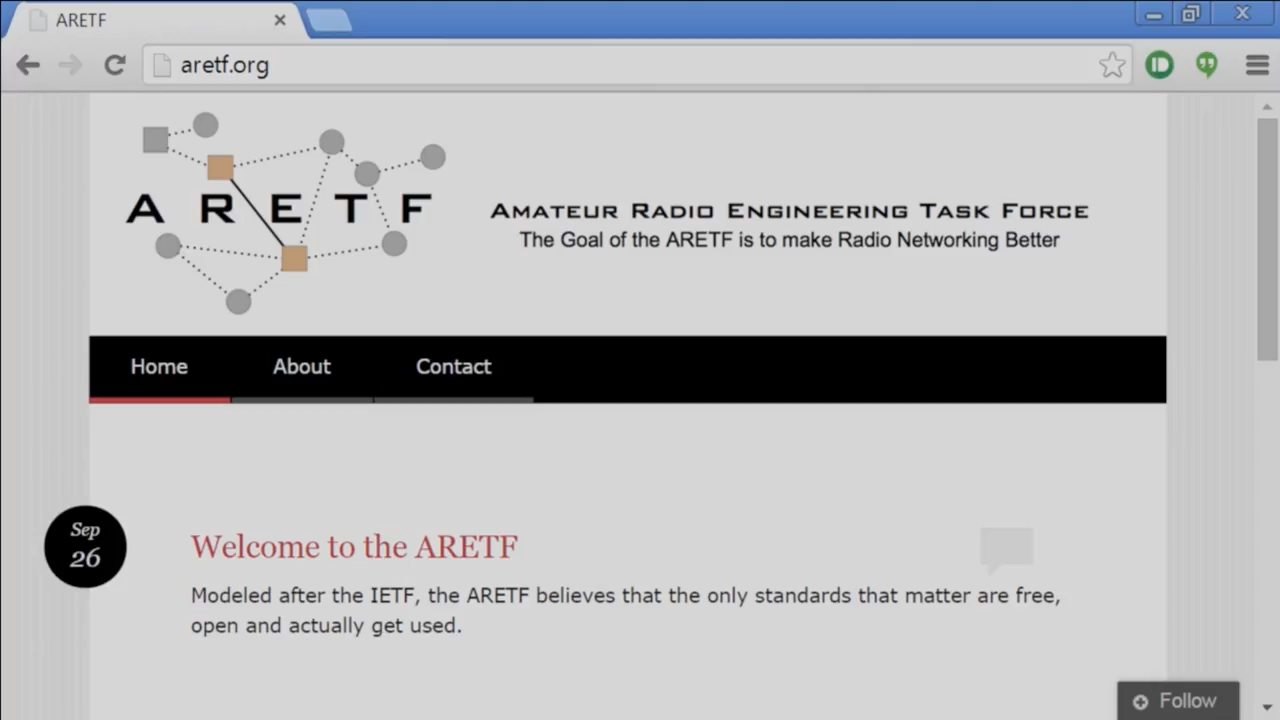 ARETF
aretf.org
ARETF
AMATEUR RADIO ENGINEERING TASK FORCE
The Goal of the ARETF is to make Radio Networking Better
Home About Contact
Sep
26
Welcome to the ARETF
Modeled after the IETF, the ARETF believes that the only standards that matter are free,
open and actually get used.
Follow